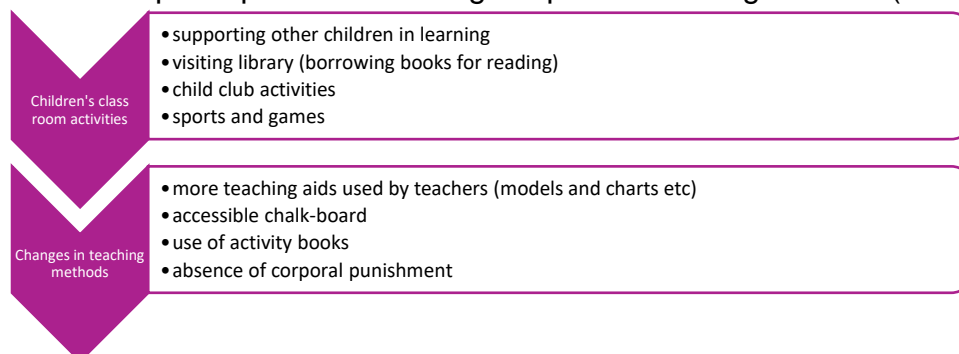 Children's class
room activities
•supporting other children in learning
•visiting library (borrowing books for reading)
•child club activities
•sports and games
Changes in teaching
methods
•more teaching aids used by teachers (models and charts etc)
•accessible chalk-board
•use of activity books
•absence of corporal punishment